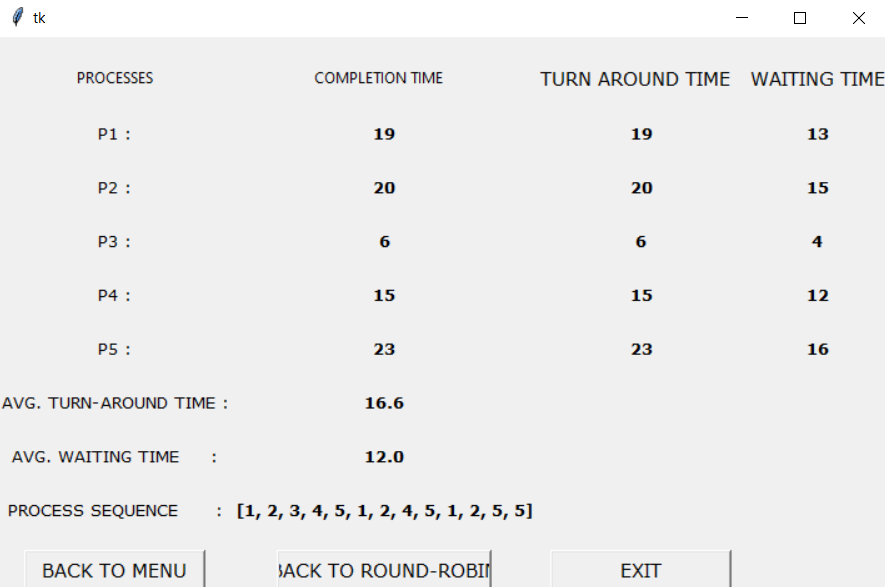 tk
PROCESSES COMPLETION TIME TURN AROUND TIME WAITING TIME
P1 : 19 19 13
P2 : 20 20 15
P3 : 6 6 4
P4 : 15 15 12
P5 : 23 23 16
AVG. TURN-AROUND TIME : 16.6
AVG. WAITING TIME : 12.0
PROCESS SEQUENCE : [1, 2, 3, 4, 5, 1, 2, 4, 5, 1, 2, 5, 5]
BACK TO MENU BACK TO ROUND-ROBIN EXIT